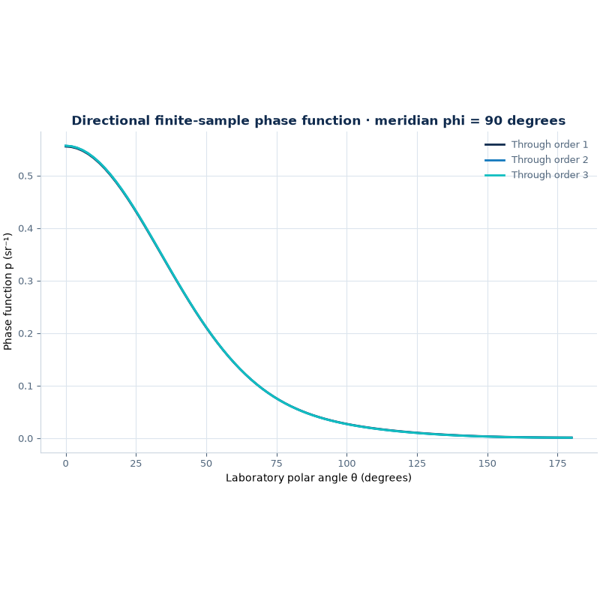 Directional finite-sample phase function · meridian phi = 90 degrees
Through order 1
Through order 2
Through order 3
Phase function p (sr⁻¹)
0.5
0.4
0.3
0.2
0.1
0.0
0 25 50 75 100 125 150 175
Laboratory polar angle θ (degrees)